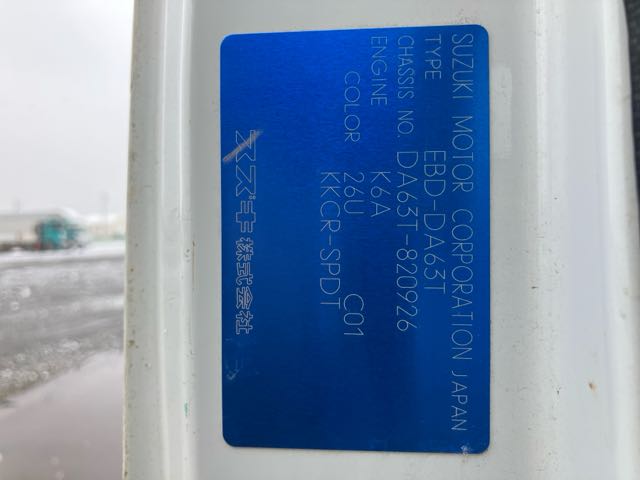 SUZUKI MOTOR CORPORATION JAPAN
TYPE EBD-DA63T
CHASSIS NO. DA63T-820926
ENGINE K6A
COLOR 26U C01
KKCR-SPDT
スズキ株式会社